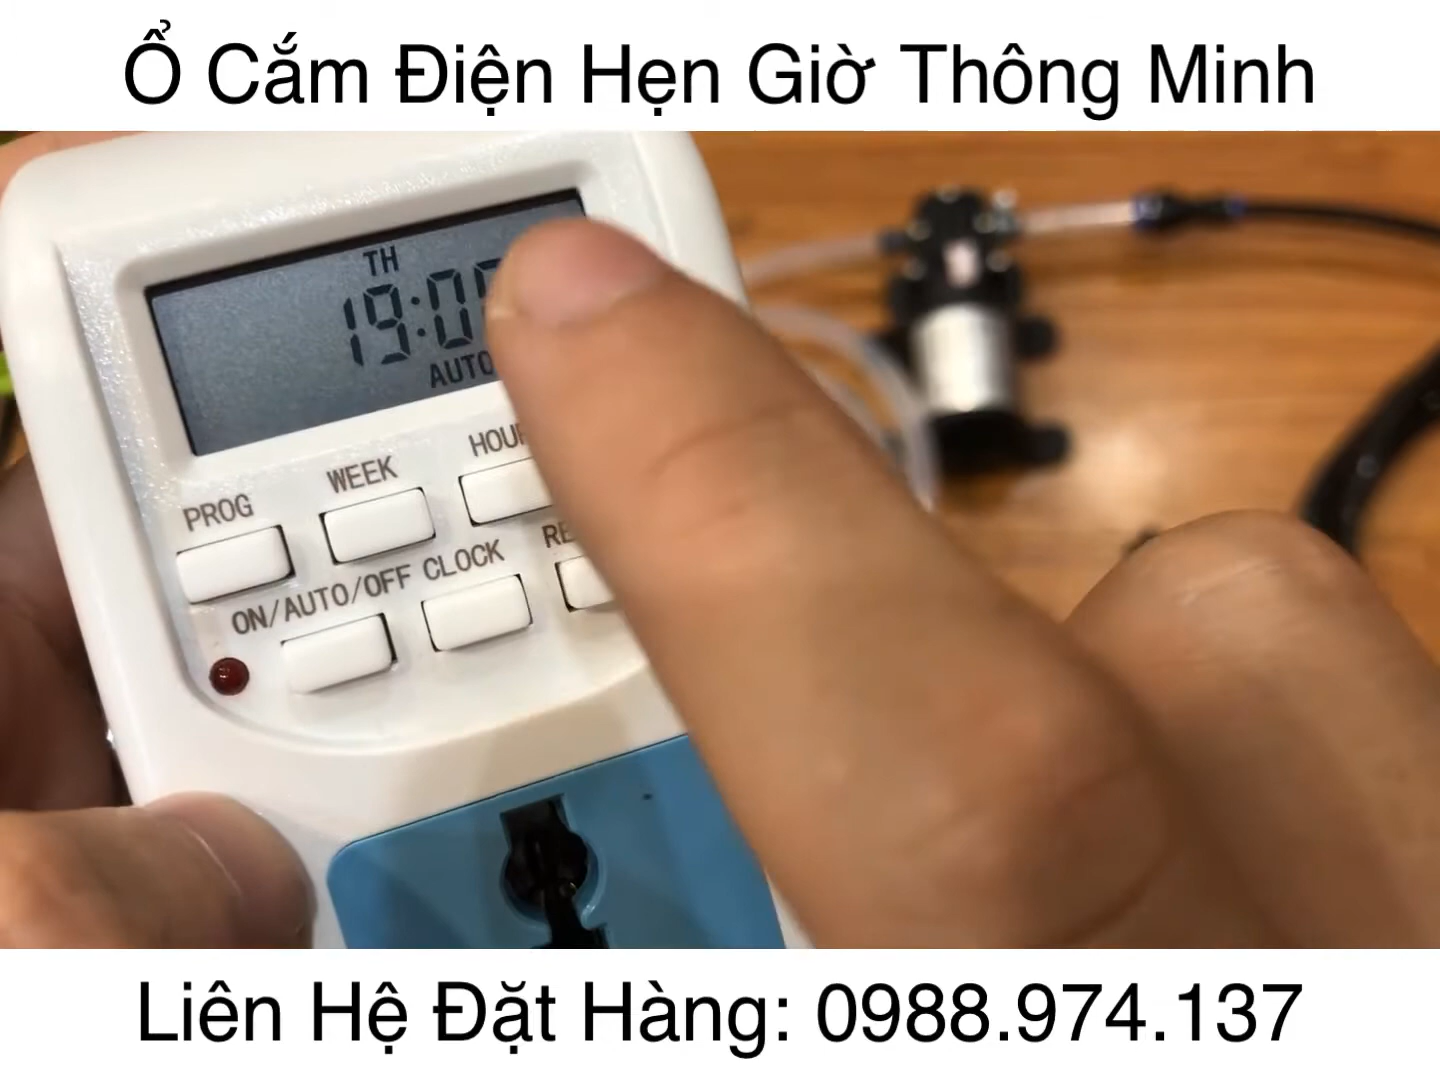 Ổ Cắm Điện Hẹn Giờ Thông Minh
TH
AUTO
PROG
WEEK
ON/AUTO/OFF
CLOCK
Liên Hệ Đặt Hàng: 0988.974.137